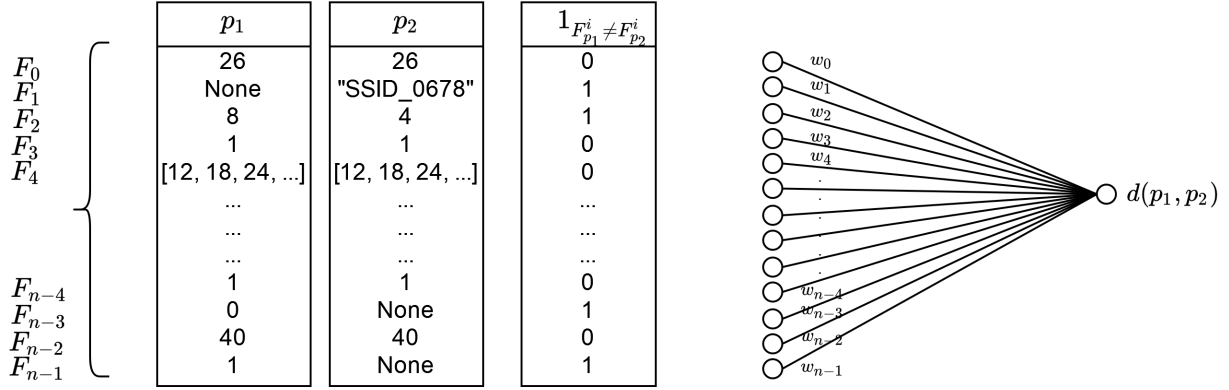 p₁ p₂ 1_{F^i_{p₁}≠F^i_{p₂}}
F₀ 26 26 0 w₀
F₁ None "SSID_0678" 1 w₁
F₂ 8 4 1 w₂
F₃ 1 1 0 w₃
F₄ [12, 18, 24, ...] [12, 18, 24, ...] 0 w₄
... ... ... .
d(p₁, p₂)
... ... ... .
... ... ... .
.
F_{n−4} 1 1 0 w_{n−4}
F_{n−3} 0 None 1 w_{n−3}
F_{n−2} 40 40 0 w_{n−2}
F_{n−1} 1 None 1 w_{n−1}